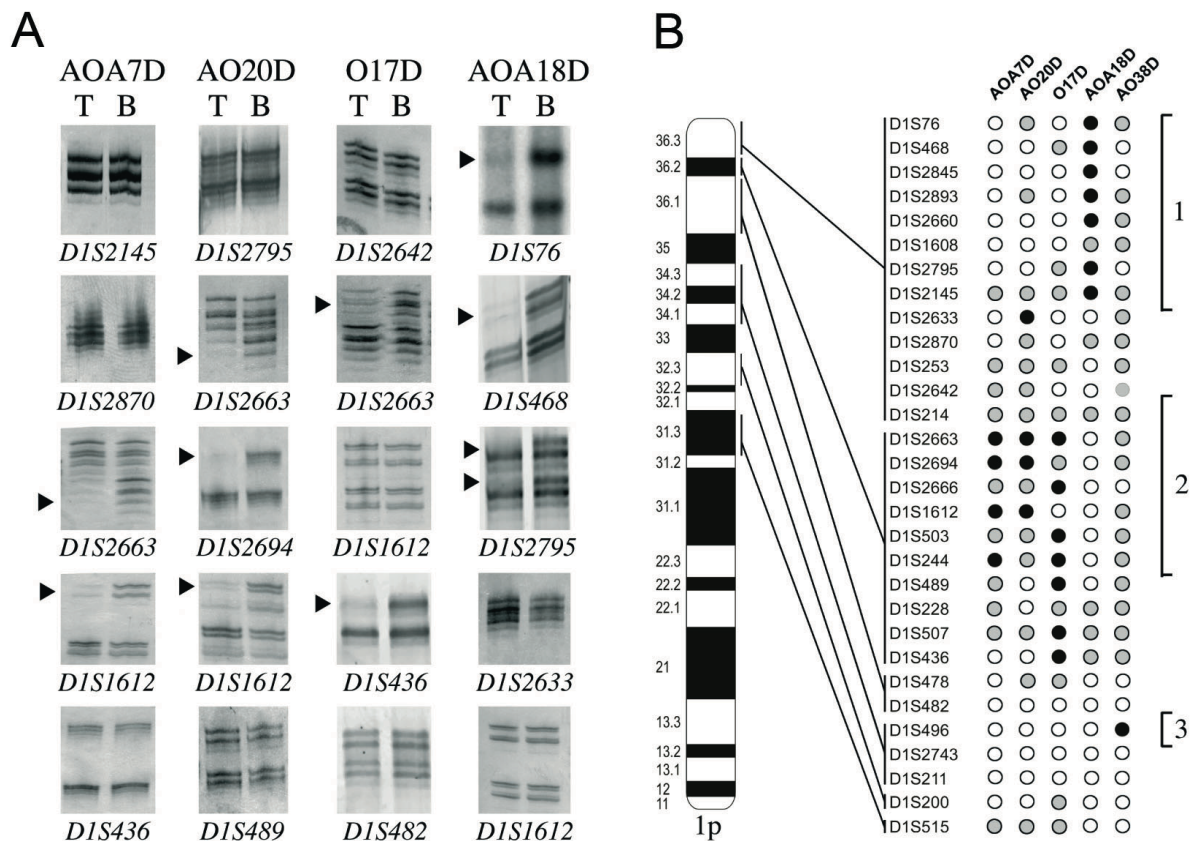 A
AOA7D AO20D O17D AOA18D
T B T B T B T B
D1S2145 D1S2795 D1S2642 D1S76
D1S2870 D1S2663 D1S2663 D1S468
D1S2663 D1S2694 D1S1612 D1S2795
D1S1612 D1S1612 D1S436 D1S2633
D1S436 D1S489 D1S482 D1S1612
B
AOA7D
AO20D
O17D
AOA18D
AO38D
36.3
36.2
36.1
35
34.3
34.2
34.1
33
32.3
32.2
32.1
31.3
31.2
31.1
22.3
22.2
22.1
21
13.3
13.2
13.1
12
11
1p
D1S76
D1S468
D1S2845
D1S2893
D1S2660
D1S1608
D1S2795
D1S2145
D1S2633
D1S2870
D1S253
D1S2642
D1S214
D1S2663
D1S2694
D1S2666
D1S1612
D1S503
D1S244
D1S489
D1S228
D1S507
D1S436
D1S478
D1S482
D1S496
D1S2743
D1S211
D1S200
D1S515
1
2
3